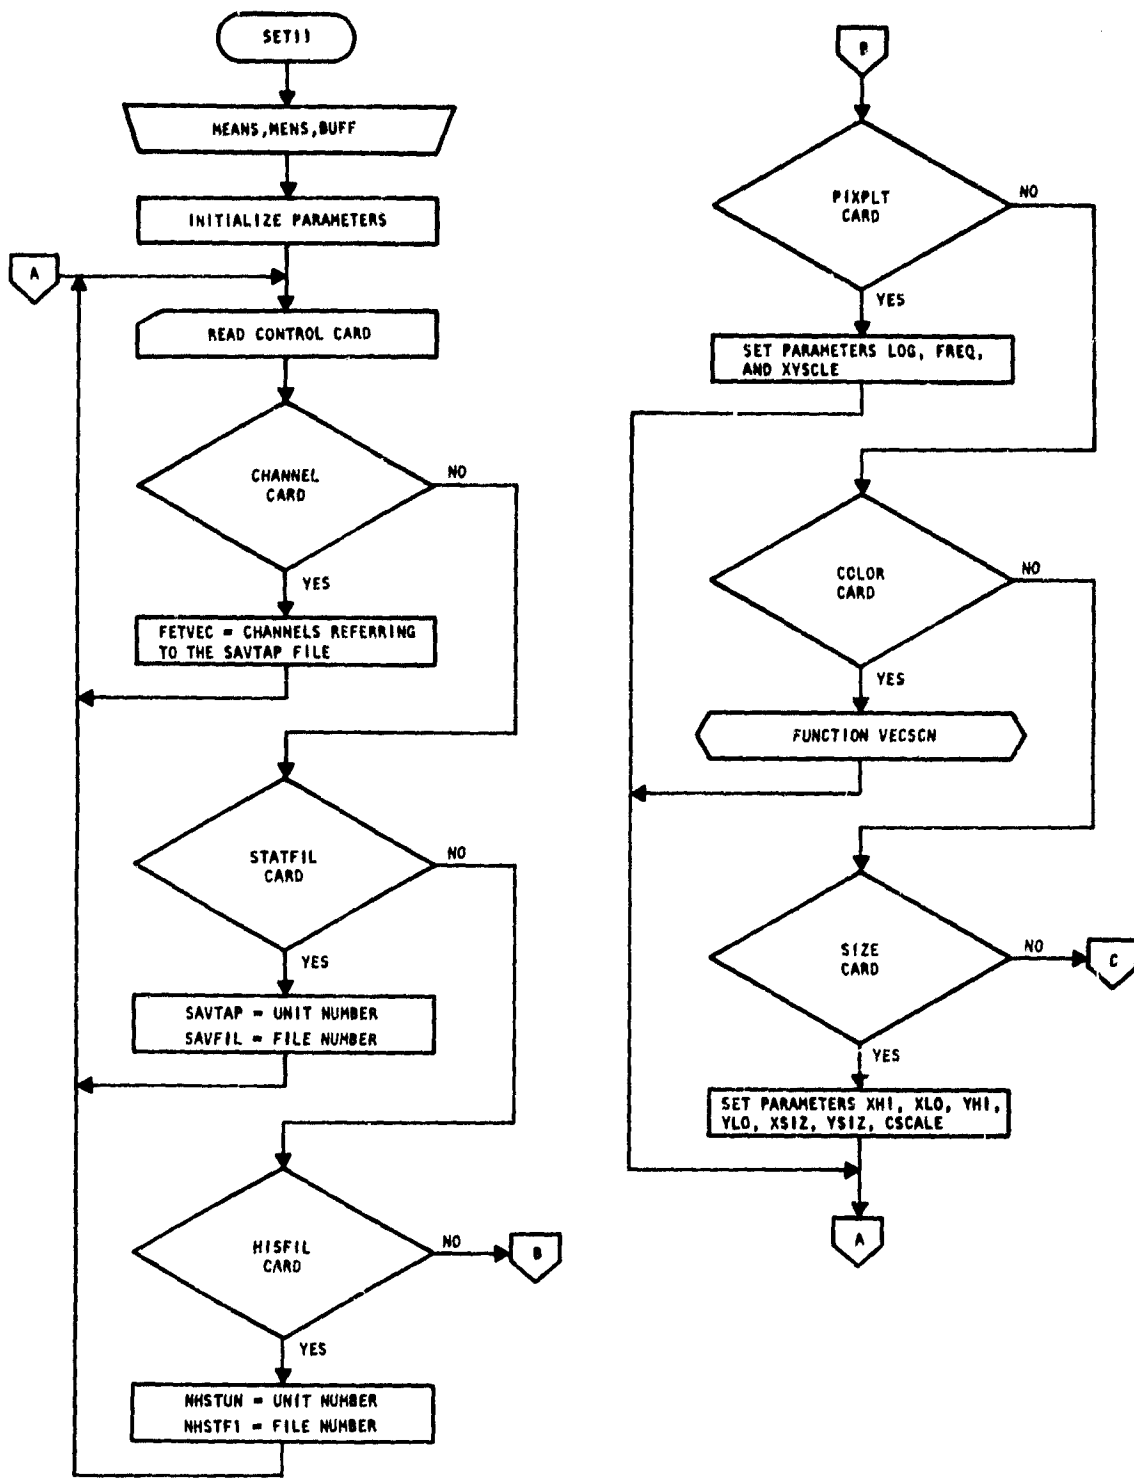 SET11
MEANS,MENS,BUFF
INITIALIZE PARAMETERS
A
READ CONTROL CARD
CHANNEL
CARD
NO
YES
FETVEC = CHANNELS REFERRING
TO THE SAVTAP FILE
STATFIL
CARD
NO
YES
SAVTAP = UNIT NUMBER
SAVFIL = FILE NUMBER
HISFIL
CARD
NO
B
YES
NHSTUN = UNIT NUMBER
NHSTF1 = FILE NUMBER
B
PIXPLT
CARD
NO
YES
SET PARAMETERS LOG, FREQ,
AND XYSCLE
COLOR
CARD
NO
YES
FUNCTION VECSCN
SIZE
CARD
NO
C
YES
SET PARAMETERS XHI, XLO, YHI,
YLO, XSIZ, YSIZ, CSCALE
A